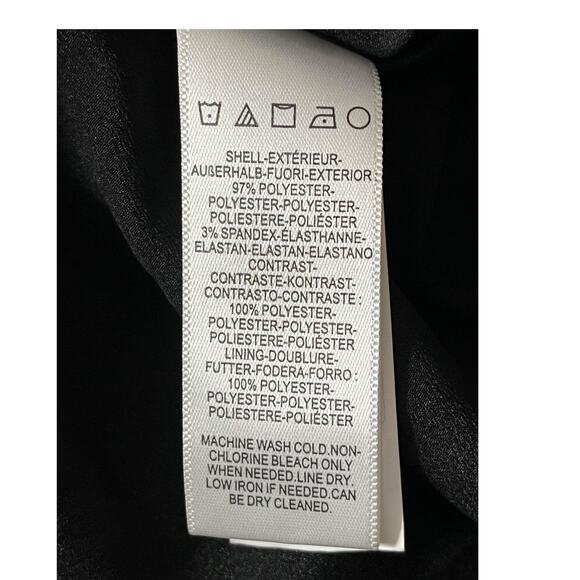 SHELL-EXTÉRIEUR-
AUßERHALB-FUORI-EXTERIOR :
97% POLYESTER-
POLYESTER-POLYESTER-
POLIESTERE-POLIÉSTER
3% SPANDEX-ÉLASTHANNE-
ELASTAN-ELASTAN-ELASTANO
CONTRAST-
CONTRASTE-KONTRAST-
CONTRASTO-CONTRASTE :
100% POLYESTER-
POLYESTER-POLYESTER-
POLIESTERE-POLIÉSTER
LINING-DOUBLURE-
FUTTER-FODERA-FORRO :
100% POLYESTER-
POLYESTER-POLYESTER-
POLIESTERE-POLIÉSTER
MACHINE WASH COLD.NON-
CHLORINE BLEACH ONLY
WHEN NEEDED.LINE DRY.
LOW IRON IF NEEDED.CAN
BE DRY CLEANED.